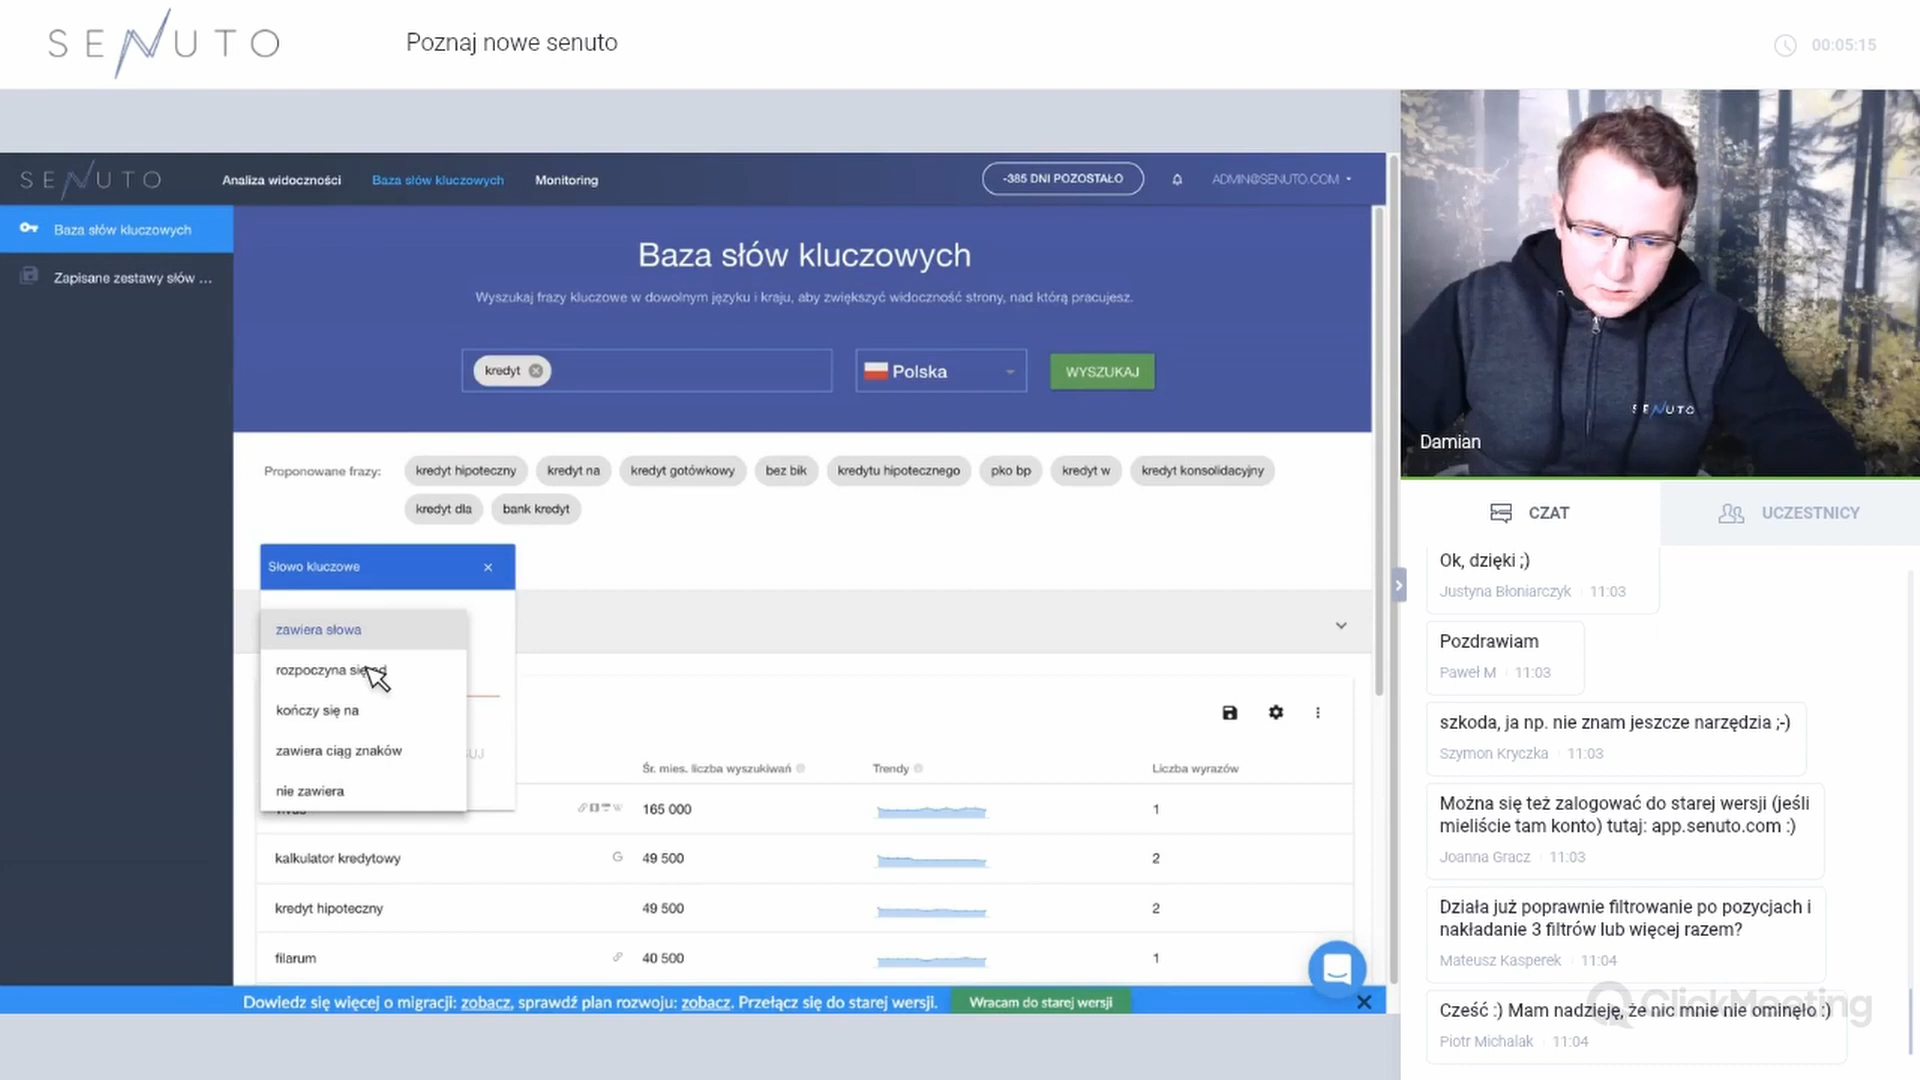 SENUTO
Poznaj nowe senuto
00:05:15
SENUTO
Analiza widoczności
Baza słów kluczowych
Monitoring
-385 DNI POZOSTAŁO
ADMIN@SENUTO.COM
Baza słów kluczowych
Zapisane zestawy słów ...
Baza słów kluczowych
Wyszukaj frazy kluczowe w dowolnym języku i kraju, aby zwiększyć widoczność strony, nad którą pracujesz.
kredyt
Polska
WYSZUKAJ
Proponowane frazy:
kredyt hipoteczny
kredyt na
kredyt gotówkowy
bez bik
kredytu hipotecznego
pko bp
kredyt w
kredyt konsolidacyjny
kredyt dla
bank kredyt
Słowo kluczowe
zawiera słowa
rozpoczyna się od
kończy się na
zawiera ciąg znaków
nie zawiera
Śr. mies. liczba wyszukiwań
Trendy
Liczba wyrazów
165 000
1
kalkulator kredytowy
G
49 500
2
kredyt hipoteczny
49 500
2
filarum
40 500
1
Dowiedz się więcej o migracji: zobacz, sprawdź plan rozwoju: zobacz. Przełącz się do starej wersji.
Wracam do starej wersji
SENUTO
Damian
CZAT
UCZESTNICY
Ok, dzięki ;)
Justyna Błoniarczyk 11:03
Pozdrawiam
Paweł M 11:03
szkoda, ja np. nie znam jeszcze narzędzia ;-)
Szymon Kryczka 11:03
Można się też zalogować do starej wersji (jeśli
mieliście tam konto) tutaj: app.senuto.com :)
Joanna Gracz 11:03
Działa już poprawnie filtrowanie po pozycjach i
nakładanie 3 filtrów lub więcej razem?
Mateusz Kasperek 11:04
Cześć :) Mam nadzieję, że nic mnie nie ominęło :)
Piotr Michalak 11:04
ClickMeeting